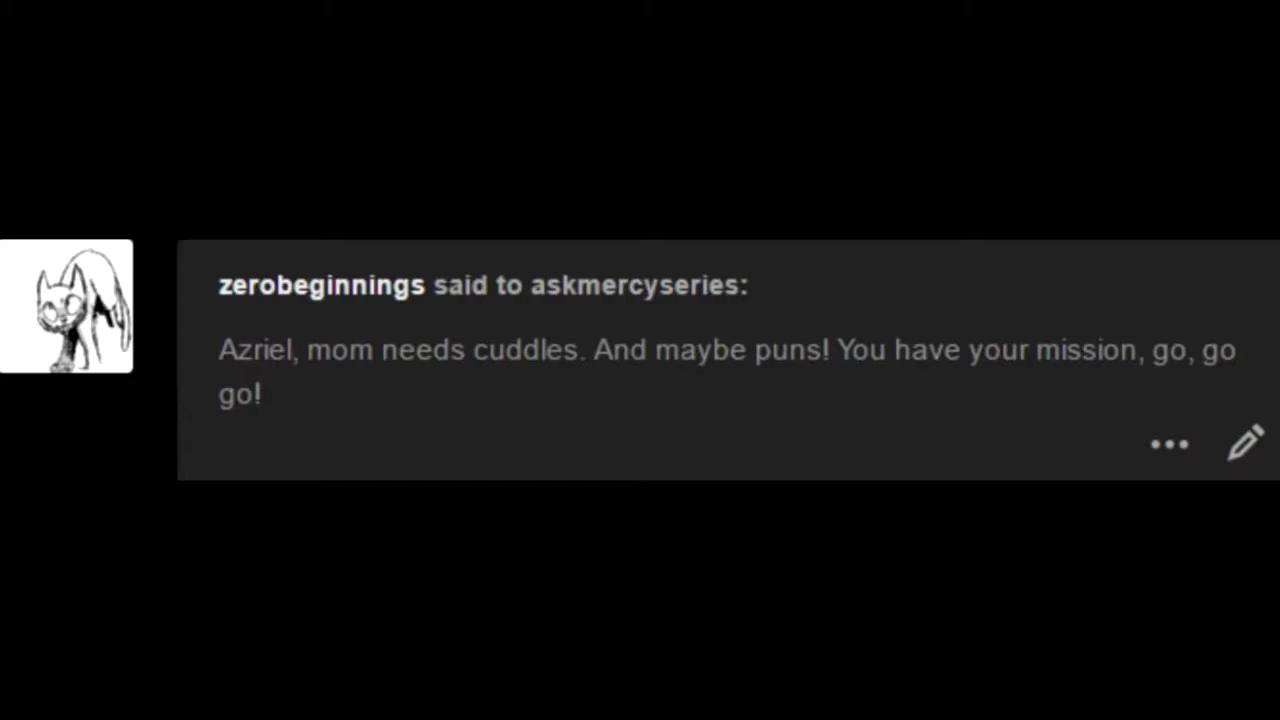 zerobeginnings said to askmercyseries:
Azriel, mom needs cuddles. And maybe puns! You have your mission, go, go
go!